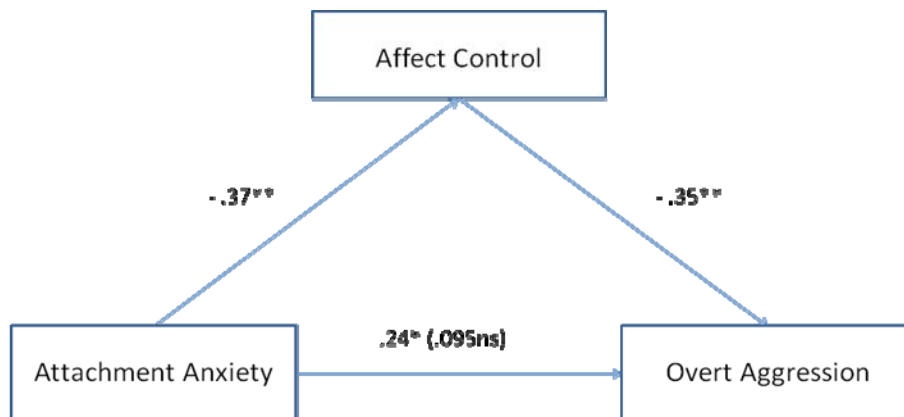 Affect Control
- .37**
- .35**
.24* (.095ns)
Attachment Anxiety
Overt Aggression